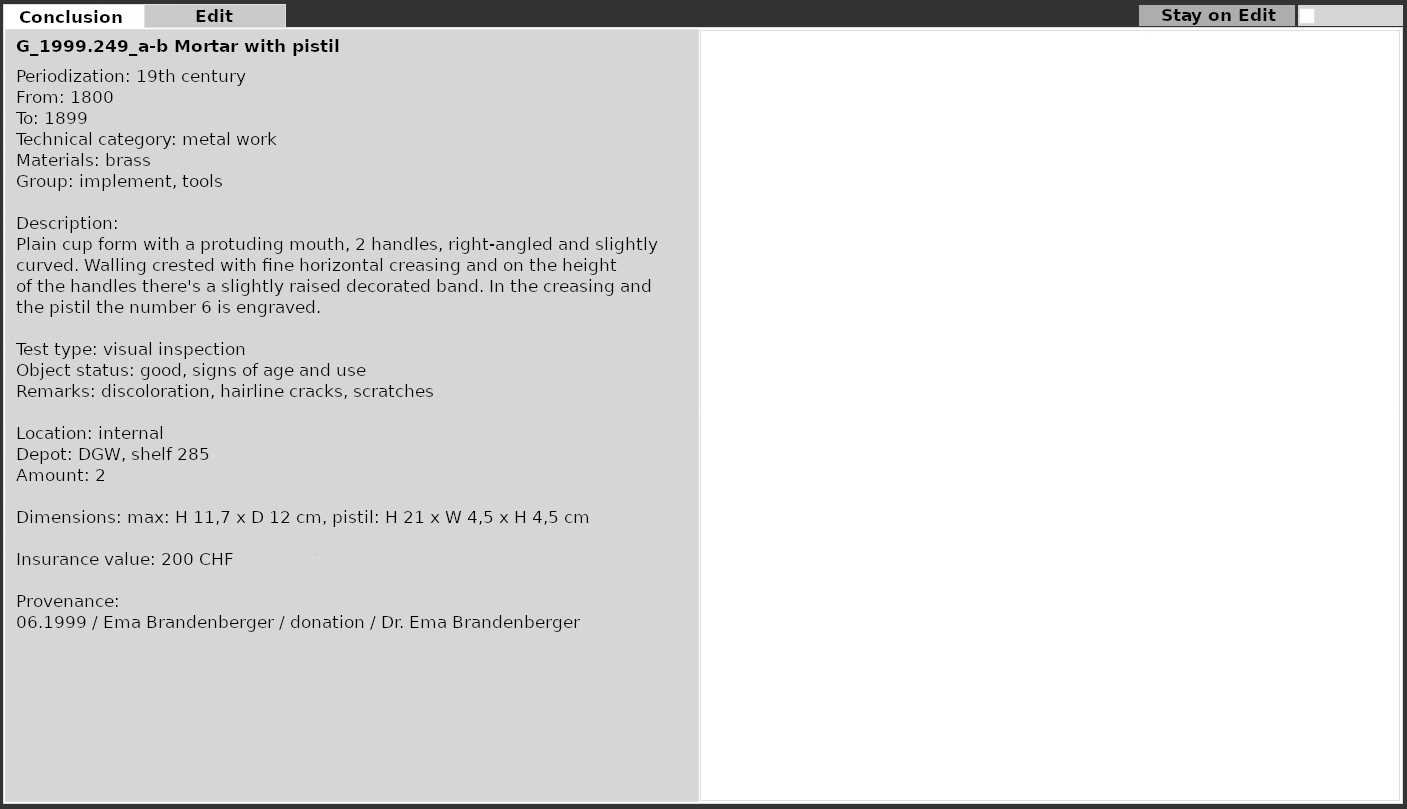 Conclusion
Edit
Stay on Edit
G_1999.249_a-b Mortar with pistil
Periodization: 19th century
From: 1800
To: 1899
Technical category: metal work
Materials: brass
Group: implement, tools
Description:
Plain cup form with a protuding mouth, 2 handles, right-angled and slightly
curved. Walling crested with fine horizontal creasing and on the height
of the handles there's a slightly raised decorated band. In the creasing and
the pistil the number 6 is engraved.
Test type: visual inspection
Object status: good, signs of age and use
Remarks: discoloration, hairline cracks, scratches
Location: internal
Depot: DGW, shelf 285
Amount: 2
Dimensions: max: H 11,7 x D 12 cm, pistil: H 21 x W 4,5 x H 4,5 cm
Insurance value: 200 CHF
Provenance:
06.1999 / Ema Brandenberger / donation / Dr. Ema Brandenberger